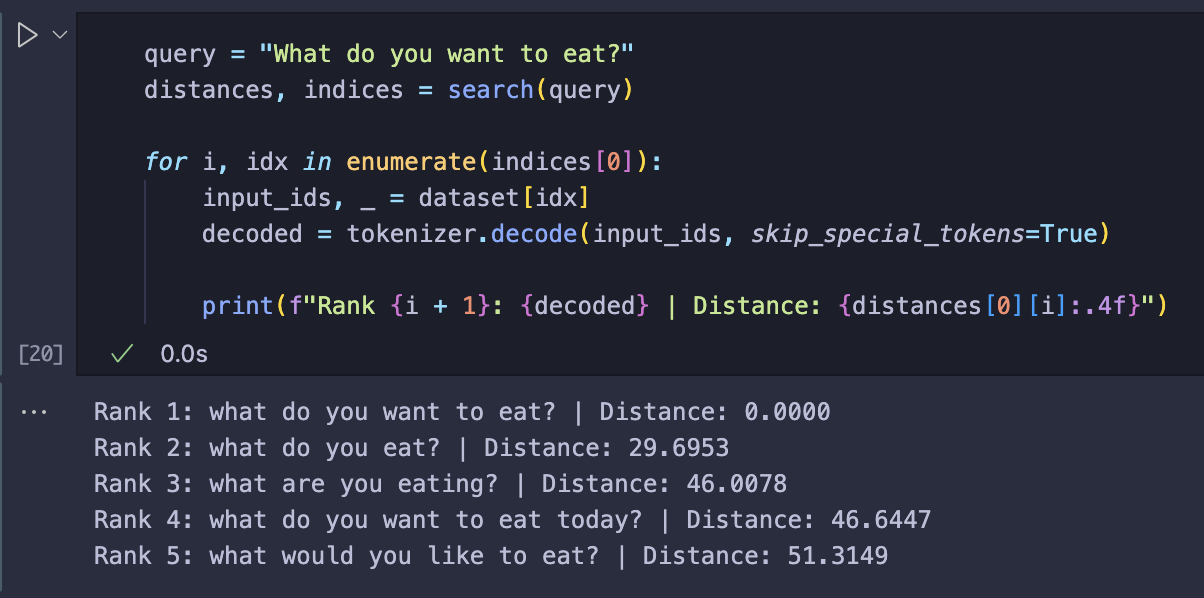 query = "What do you want to eat?"
distances, indices = search(query)
for i, idx in enumerate(indices[0]):
input_ids, _ = dataset[idx]
decoded = tokenizer.decode(input_ids, skip_special_tokens=True)
print(f"Rank {i + 1}: {decoded} | Distance: {distances[0][i]:.4f}")
[20] ✓ 0.0s
... Rank 1: what do you want to eat? | Distance: 0.0000
Rank 2: what do you eat? | Distance: 29.6953
Rank 3: what are you eating? | Distance: 46.0078
Rank 4: what do you want to eat today? | Distance: 46.6447
Rank 5: what would you like to eat? | Distance: 51.3149